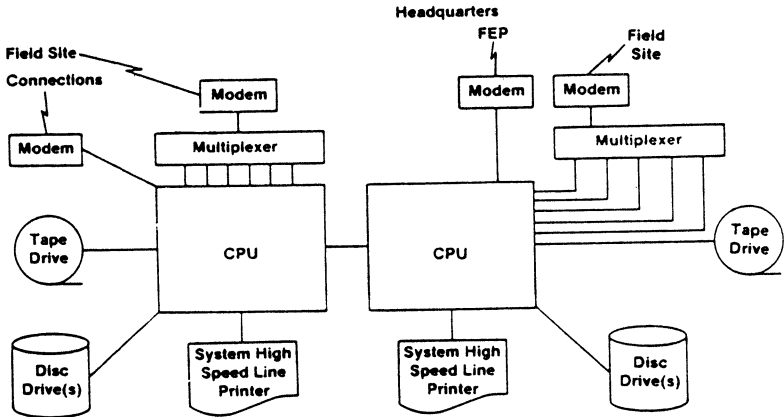 Headquarters
FEP
Field
Site
Field Site
Connections
Modem
Modem
Modem
Modem
Multiplexer
Multiplexer
Tape
Drive
CPU
CPU
Tape
Drive
Disc
Drive(s)
System High
Speed Line
Printer
System High
Speed Line
Printer
Disc
Drive(s)